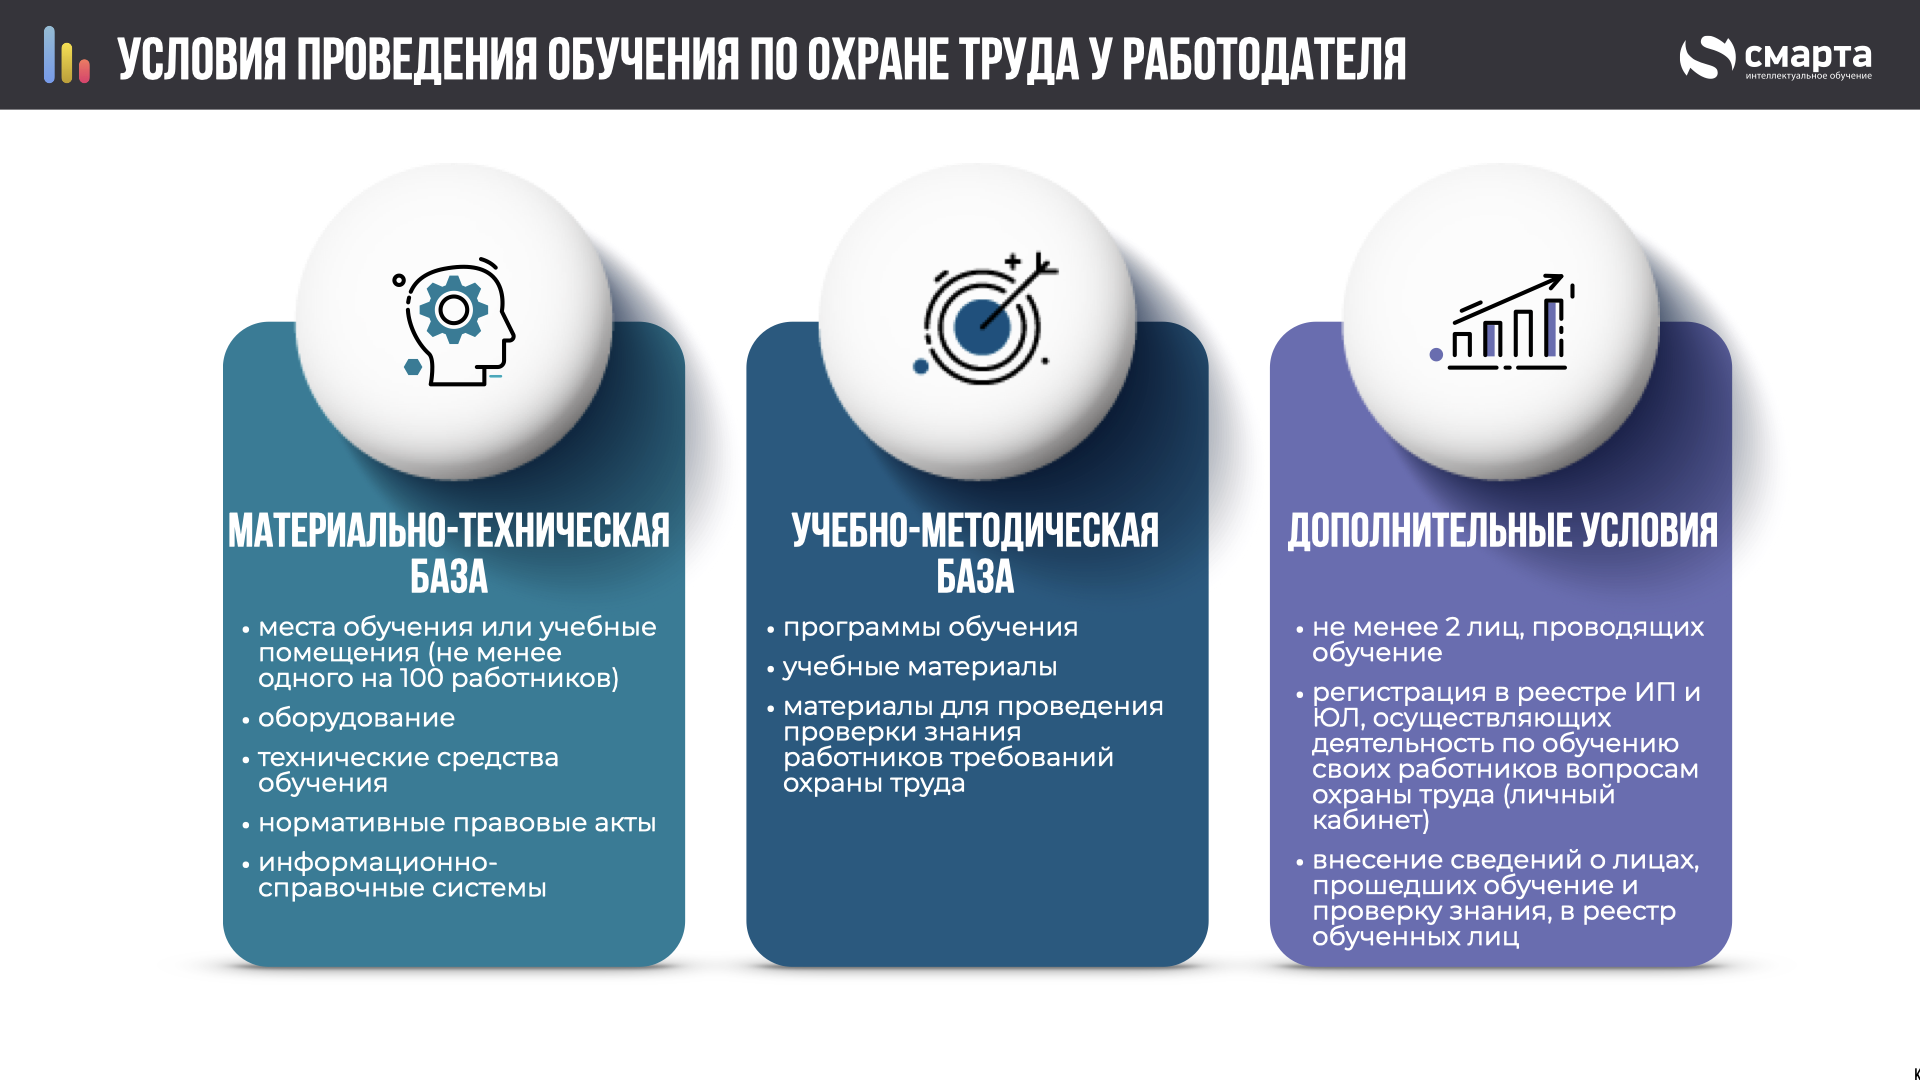 УСЛОВИЯ ПРОВЕДЕНИЯ ОБУЧЕНИЯ ПО ОХРАНЕ ТРУДА У РАБОТОДАТЕЛЯ
смарта
интеллектуальное обучение
МАТЕРИАЛЬНО-ТЕХНИЧЕСКАЯ
БАЗА
• места обучения или учебные
помещения (не менее
одного на 100 работников)
• оборудование
• технические средства
обучения
• нормативные правовые акты
• информационно-
справочные системы
УЧЕБНО-МЕТОДИЧЕСКАЯ
БАЗА
• программы обучения
• учебные материалы
• материалы для проведения
проверки знания
работников требований
охраны труда
ДОПОЛНИТЕЛЬНЫЕ УСЛОВИЯ
• не менее 2 лиц, проводящих
обучение
• регистрация в реестре ИП и
ЮЛ, осуществляющих
деятельность по обучению
своих работников вопросам
охраны труда (личный
кабинет)
• внесение сведений о лицах,
прошедших обучение и
проверку знания, в реестр
обученных лиц